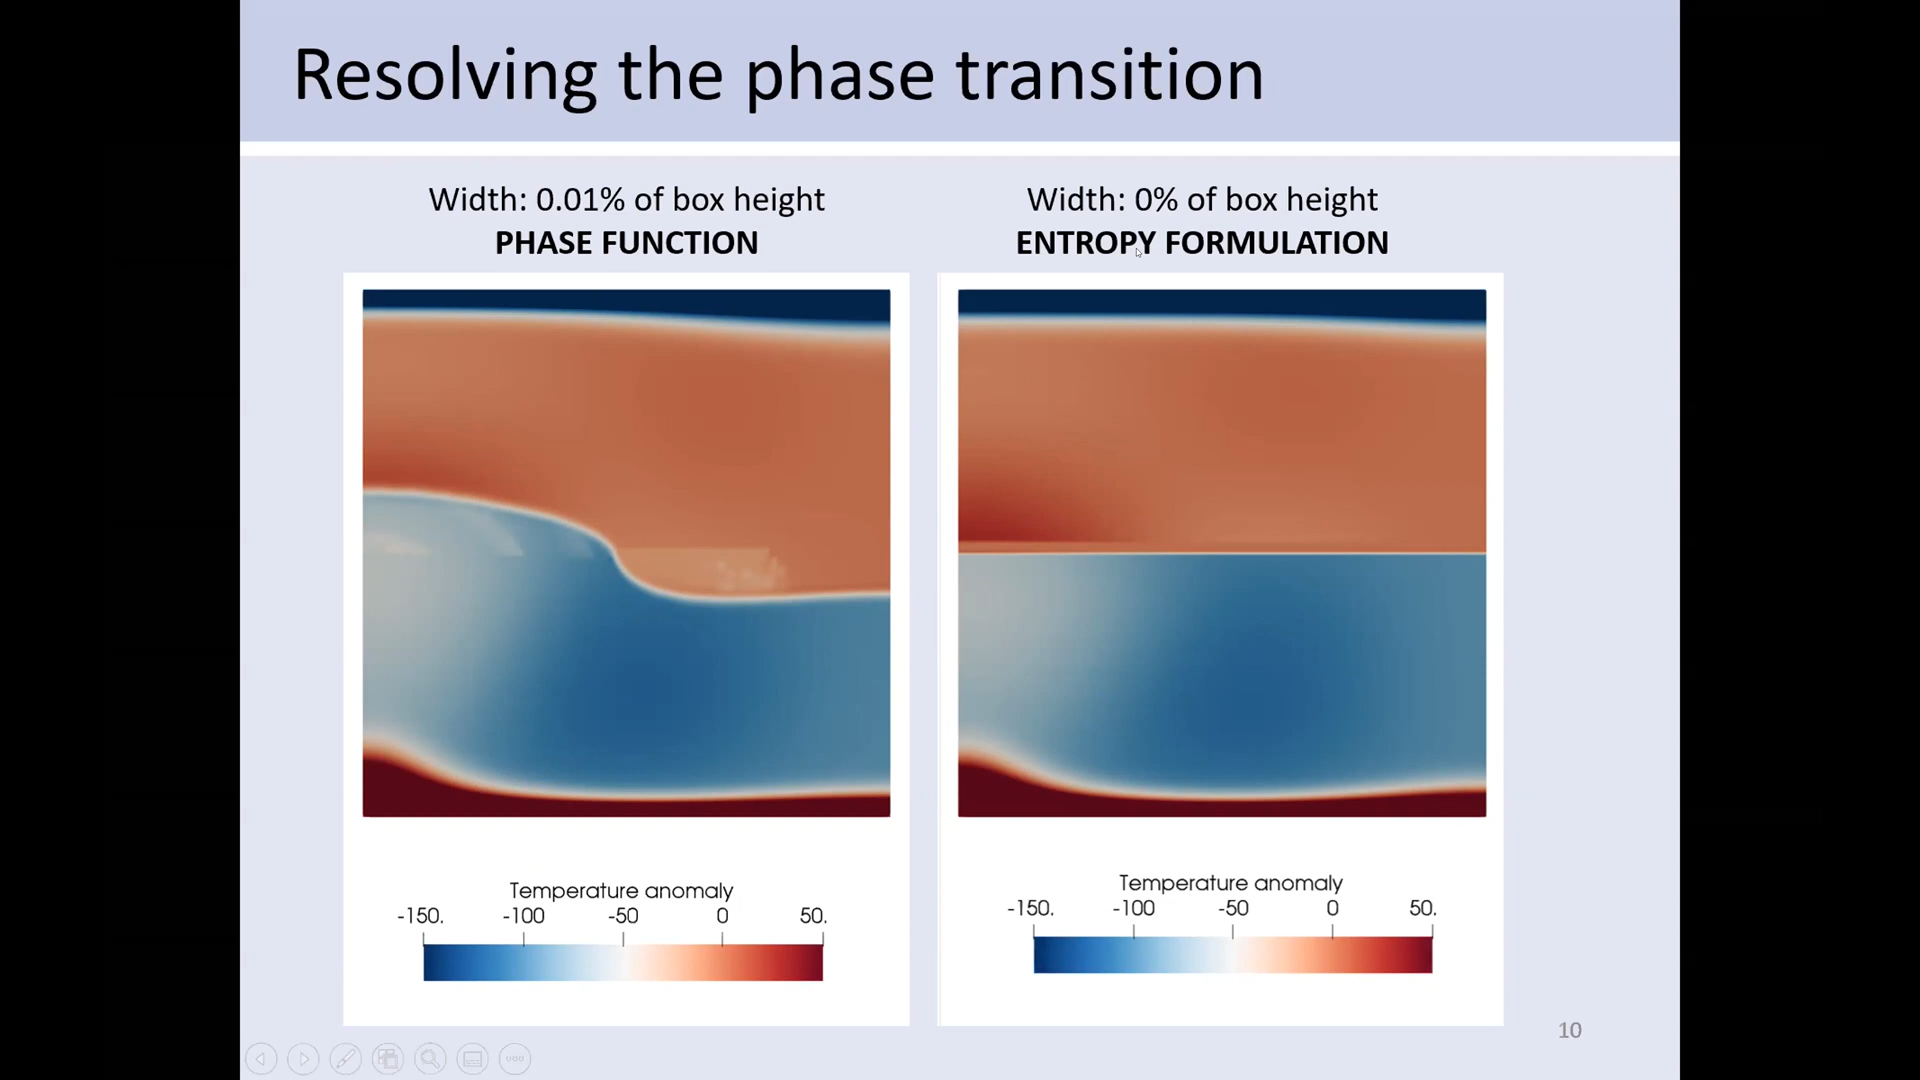 Resolving the phase transition
Width: 0.01% of box height
PHASE FUNCTION
Width: 0% of box height
ENTROPY FORMULATION
Temperature anomaly
-150. -100 -50 0 50.
Temperature anomaly
-150. -100 -50 0 50.
10